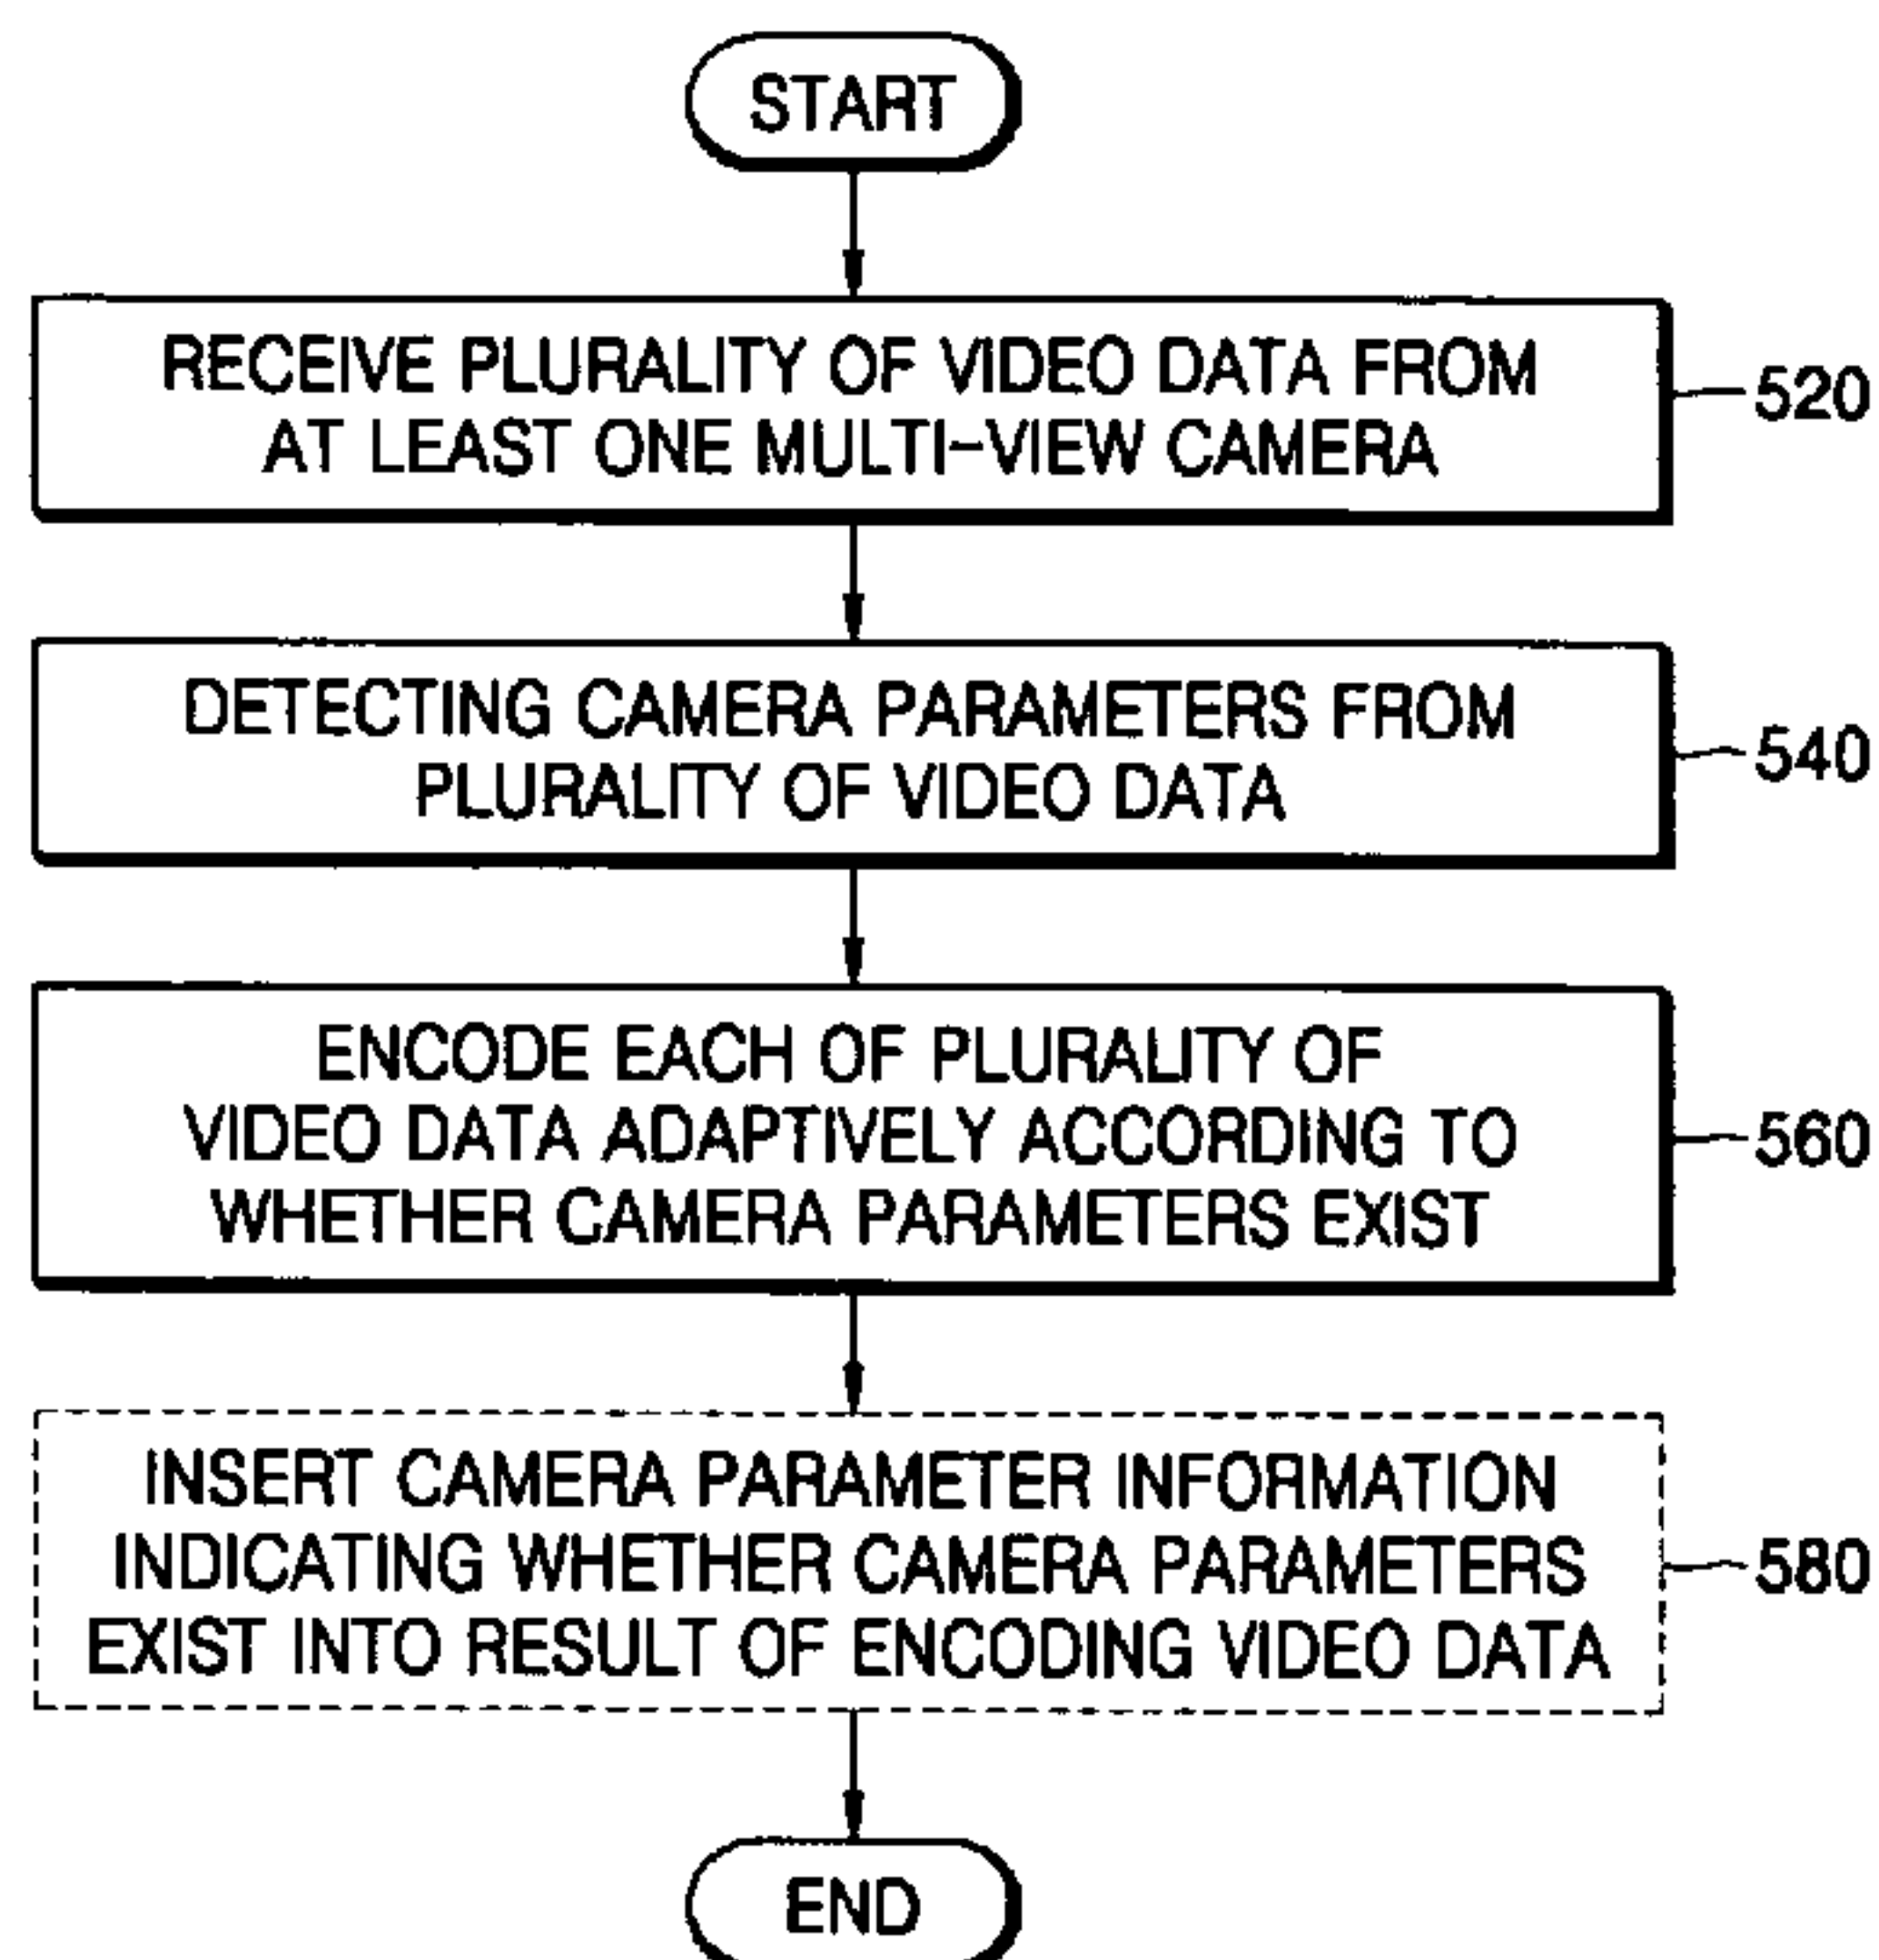 START
RECEIVE PLURALITY OF VIDEO DATA FROM
AT LEAST ONE MULTI-VIEW CAMERA
520
DETECTING CAMERA PARAMETERS FROM
PLURALITY OF VIDEO DATA
540
ENCODE EACH OF PLURALITY OF
VIDEO DATA ADAPTIVELY ACCORDING TO
WHETHER CAMERA PARAMETERS EXIST
560
INSERT CAMERA PARAMETER INFORMATION
INDICATING WHETHER CAMERA PARAMETERS
EXIST INTO RESULT OF ENCODING VIDEO DATA
580
END